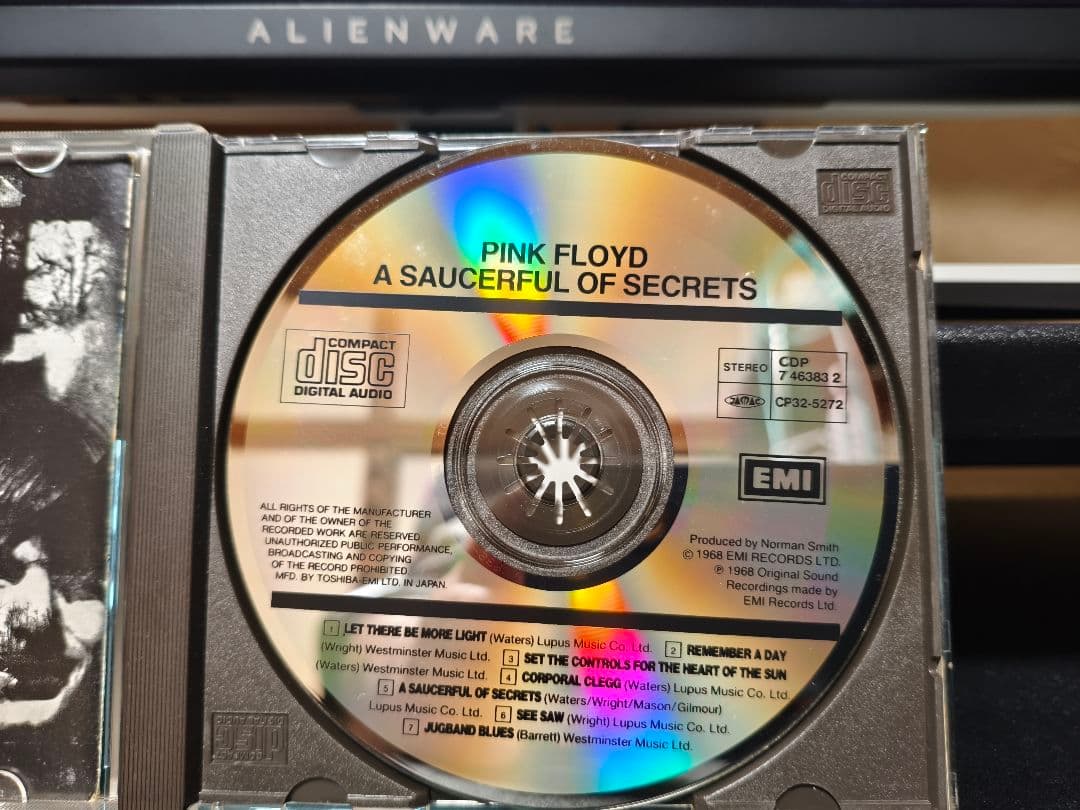 ALIENWARE
COMPACT
disc
DIGITAL AUDIO
PINK FLOYD
A SAUCERFUL OF SECRETS
COMPACT
disc
DIGITAL AUDIO
STEREO CDP 7 46383 2
JASRAC CP32-5272
EMI
ALL RIGHTS OF THE MANUFACTURER
AND OF THE OWNER OF THE
RECORDED WORK ARE RESERVED
UNAUTHORIZED PUBLIC PERFORMANCE,
BROADCASTING AND COPYING
OF THE RECORD PROHIBITED.
MFD. BY TOSHIBA-EMI LTD. IN JAPAN.
Produced by Norman Smith
© 1968 EMI RECORDS LTD.
℗ 1968 Original Sound
Recordings made by
EMI Records Ltd.
1 LET THERE BE MORE LIGHT (Waters) Lupus Music Co. Ltd. 2 REMEMBER A DAY
(Wright) Westminster Music Ltd. 3 SET THE CONTROLS FOR THE HEART OF THE SUN
(Waters) Westminster Music Ltd. 4 CORPORAL CLEGG (Waters) Lupus Music Co. Ltd.
5 A SAUCERFUL OF SECRETS (Waters/Wright/Mason/Gilmour)
Lupus Music Co. Ltd. 6 SEE SAW (Wright) Lupus Music Co. Ltd.
7 JUGBAND BLUES (Barrett) Westminster Music Ltd.